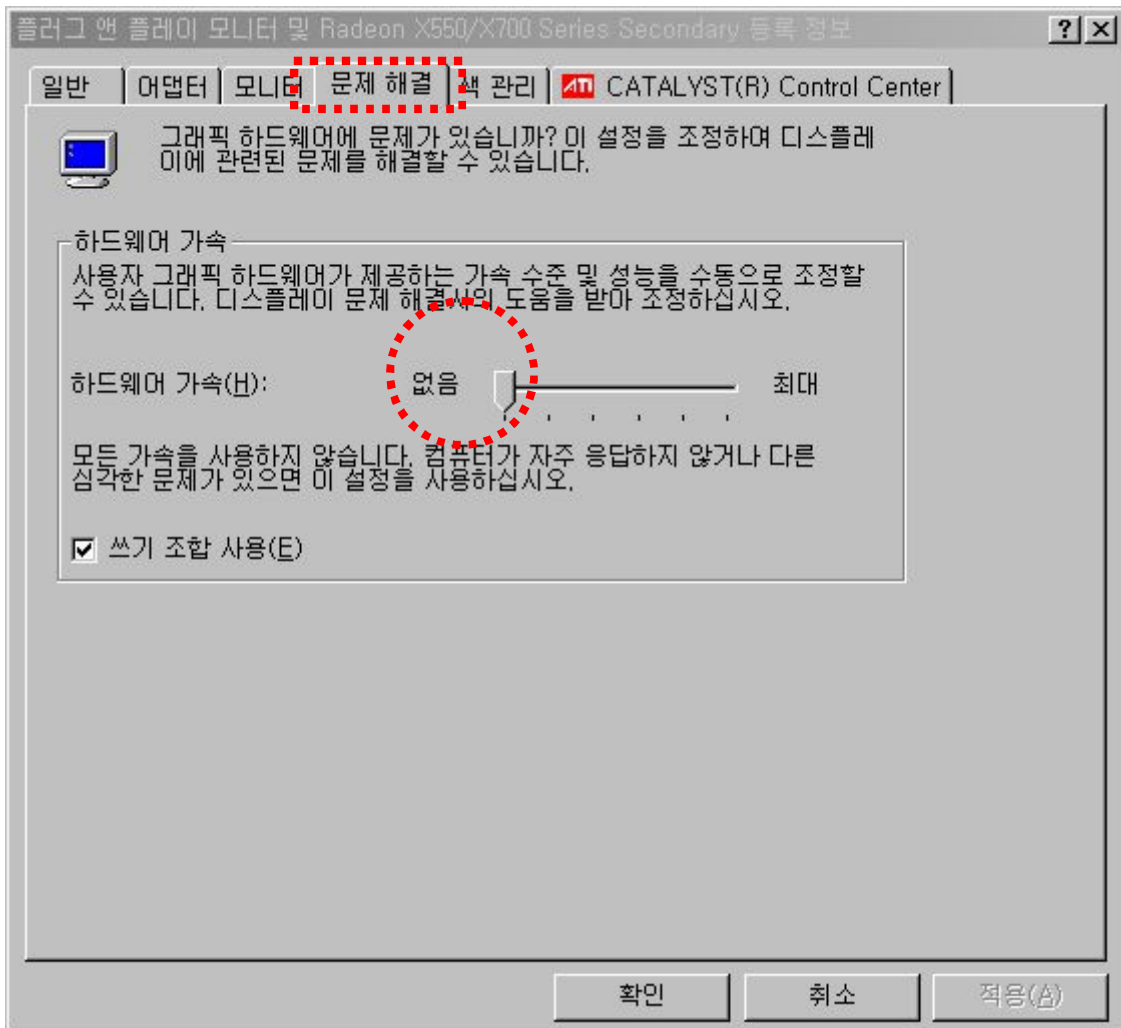 플러그 앤 플레이 모니터 및 Radeon X550/X700 Series Secondary 등록 정보
일반 어댑터 모니터 문제 해결 색 관리 ATI CATALYST(R) Control Center
그래픽 하드웨어에 문제가 있습니까? 이 설정을 조정하여 디스플레
이에 관련된 문제를 해결할 수 있습니다.
하드웨어 가속
사용자 그래픽 하드웨어가 제공하는 가속 수준 및 성능을 수동으로 조정할
수 있습니다. 디스플레이 문제 해결사의 도움을 받아 조정하십시오.
하드웨어 가속(H): 없음 최대
모든 가속을 사용하지 않습니다. 컴퓨터가 자주 응답하지 않거나 다른
심각한 문제가 있으면 이 설정을 사용하십시오.
쓰기 조합 사용(E)
확인 취소 적용(A)